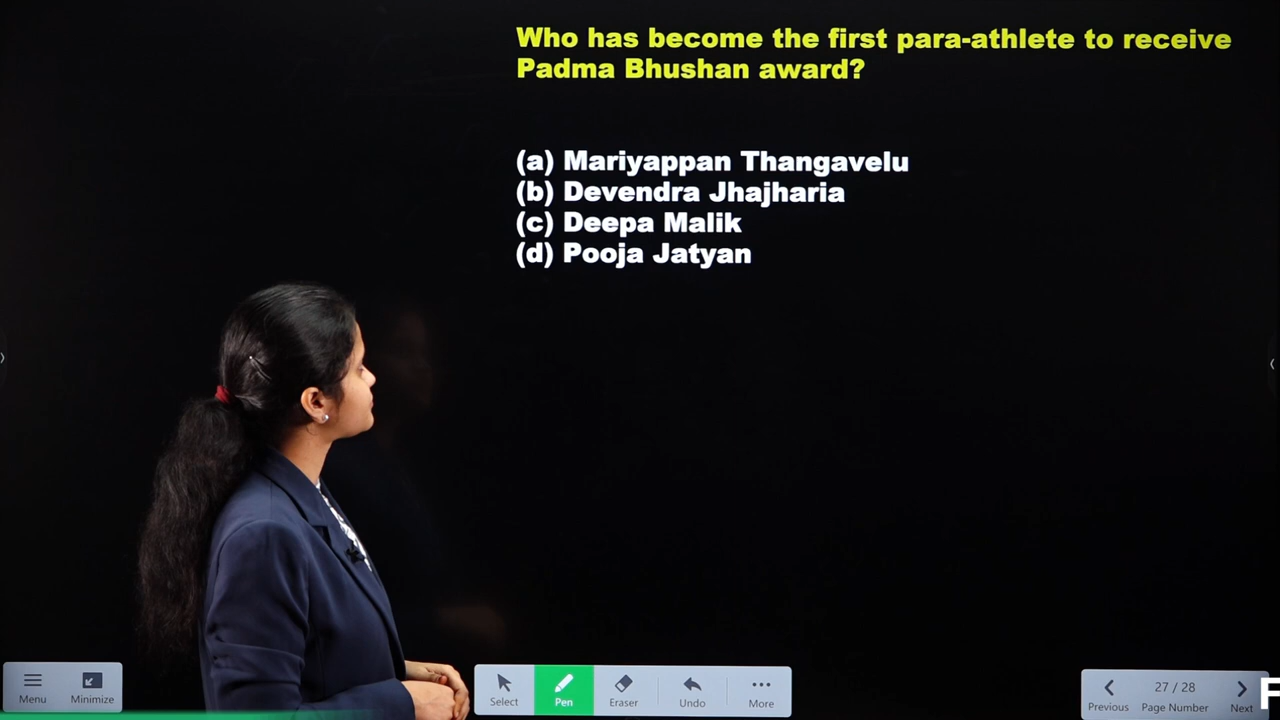 Who has become the first para-athlete to receive
Padma Bhushan award?
(a) Mariyappan Thangavelu
(b) Devendra Jhajharia
(c) Deepa Malik
(d) Pooja Jatyan
Menu
Minimize
Select
Pen
Eraser
Undo
More
Previous
27 / 28
Page Number
Next
F